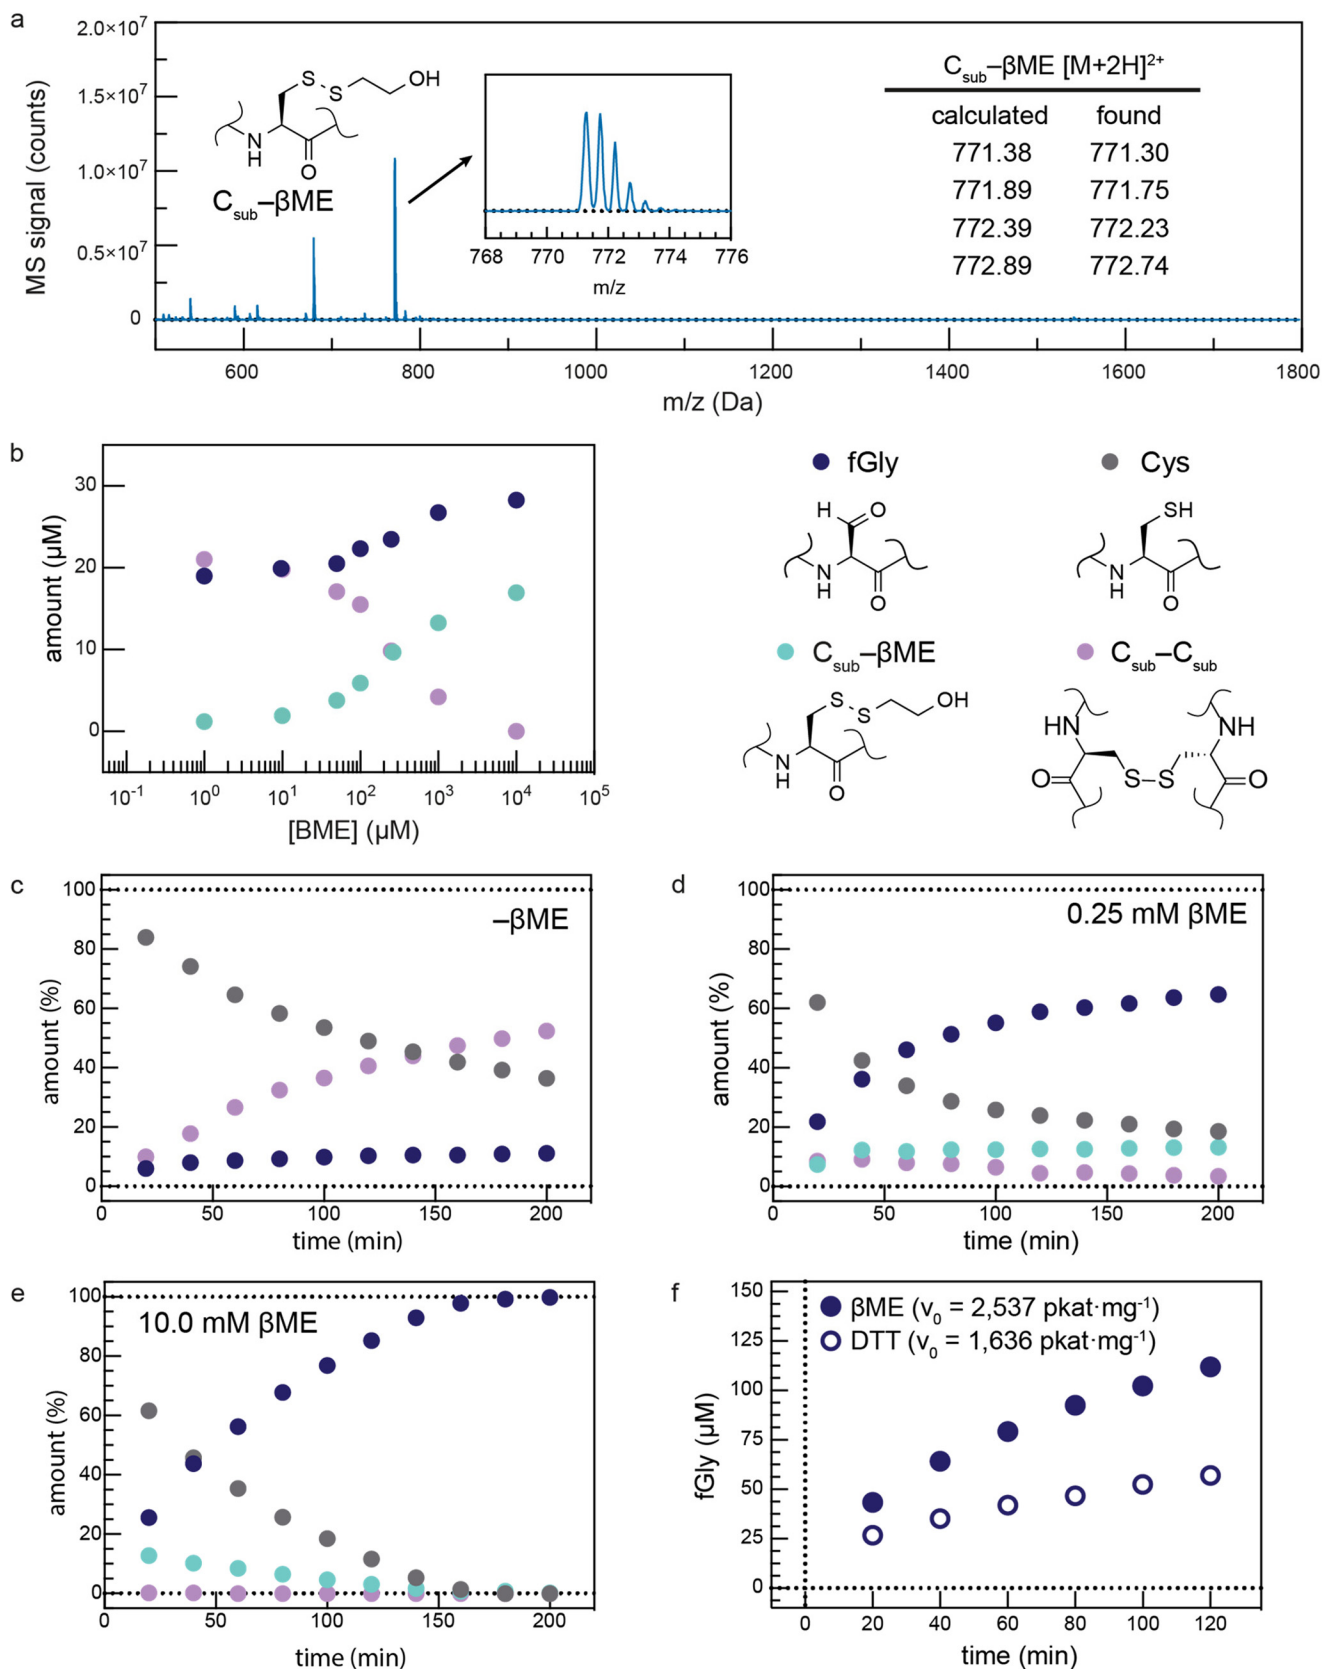 a
2.0×10⁷
1.5×10⁷
1.0×10⁷
0.5×10⁷
0
MS signal (counts)
600 800 1000 1200 1400 1600 1800
m/z (Da)
S
S
OH
N
H
O
C_sub–βME
768 770 772 774 776
m/z
C_sub–βME [M+2H]²⁺
calculated found
771.38 771.30
771.89 771.75
772.39 772.23
772.89 772.74
b
30
20
10
0
amount (µM)
10⁻¹ 10⁰ 10¹ 10² 10³ 10⁴ 10⁵
[BME] (µM)
fGly
H
O
N
H
O
Cys
SH
N
H
O
C_sub–βME
S
S
OH
N
H
O
C_sub–C_sub
HN
NH
O
S–S
O
c
100
80
60
40
20
0
amount (%)
–βME
0 50 100 150 200
time (min)
d
100
80
60
40
20
0
amount (%)
0.25 mM βME
0 50 100 150 200
time (min)
e
100
80
60
40
20
0
amount (%)
10.0 mM βME
0 50 100 150 200
time (min)
f
150
125
100
75
50
25
0
fGly (µM)
βME (v₀ = 2,537 pkat·mg⁻¹)
DTT (v₀ = 1,636 pkat·mg⁻¹)
0 20 40 60 80 100 120
time (min)